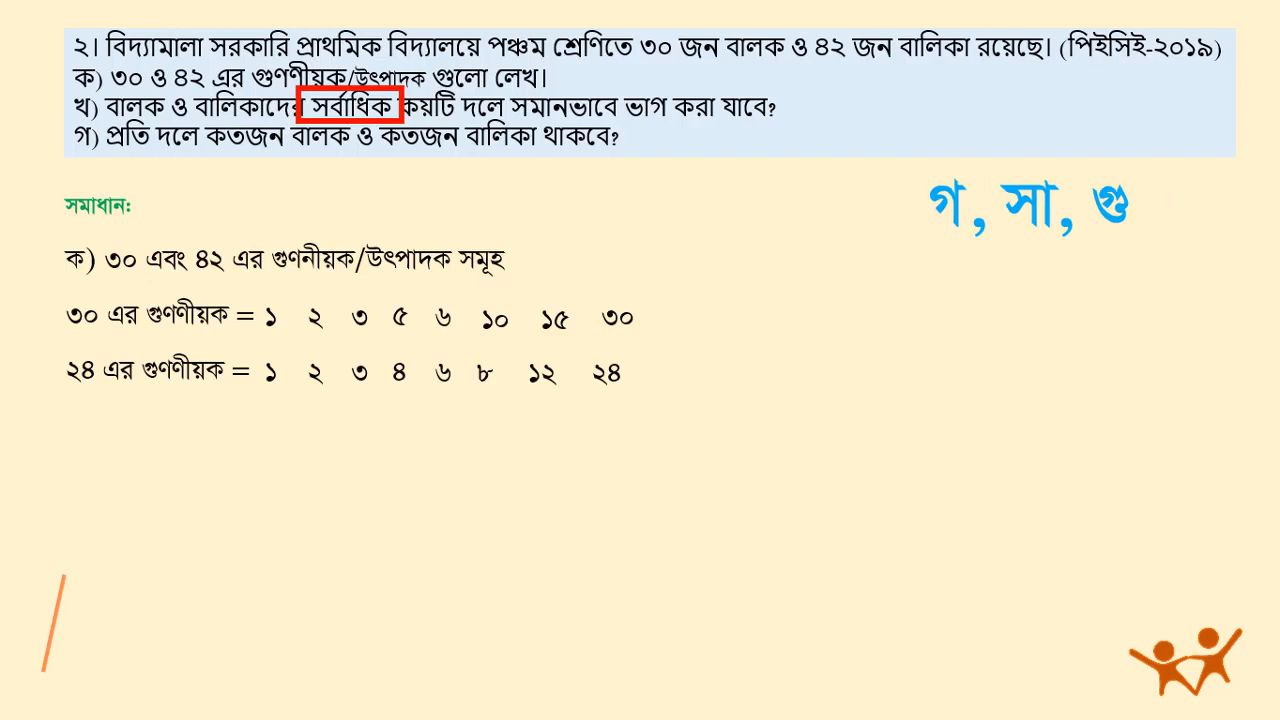 ২। বিদ্যামালা সরকারি প্রাথমিক বিদ্যালয়ে পঞ্চম শ্রেণিতে ৩০ জন বালক ও ৪২ জন বালিকা রয়েছে। (পিইসিই-২০১৯)
ক) ৩০ ও ৪২ এর গুণণীয়ক/উৎপাদক গুলো লেখ।
খ) বালক ও বালিকাদের সর্বাধিক কয়টি দলে সমানভাবে ভাগ করা যাবে?
গ) প্রতি দলে কতজন বালক ও কতজন বালিকা থাকবে?
গ, সা, গু
সমাধান:
ক) ৩০ এবং ৪২ এর গুণনীয়ক/উৎপাদক সমূহ
৩০ এর গুণণীয়ক = ১ ২ ৩ ৫ ৬ ১০ ১৫ ৩০
২৪ এর গুণণীয়ক = ১ ২ ৩ ৪ ৬ ৮ ১২ ২৪